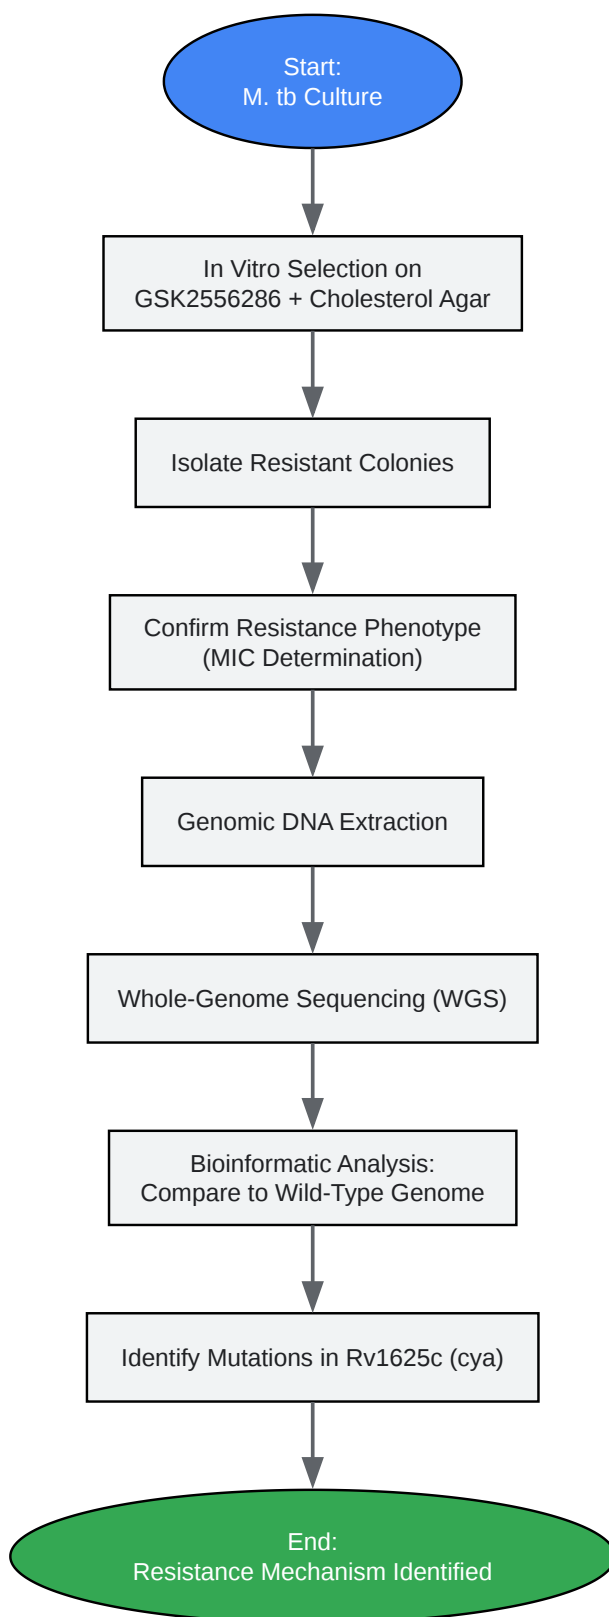 Start:
M. tb Culture
In Vitro Selection on
GSK2556286 + Cholesterol Agar
Isolate Resistant Colonies
Confirm Resistance Phenotype
(MIC Determination)
Genomic DNA Extraction
Whole-Genome Sequencing (WGS)
Bioinformatic Analysis:
Compare to Wild-Type Genome
Identify Mutations in Rv1625c (cya)
End:
Resistance Mechanism Identified